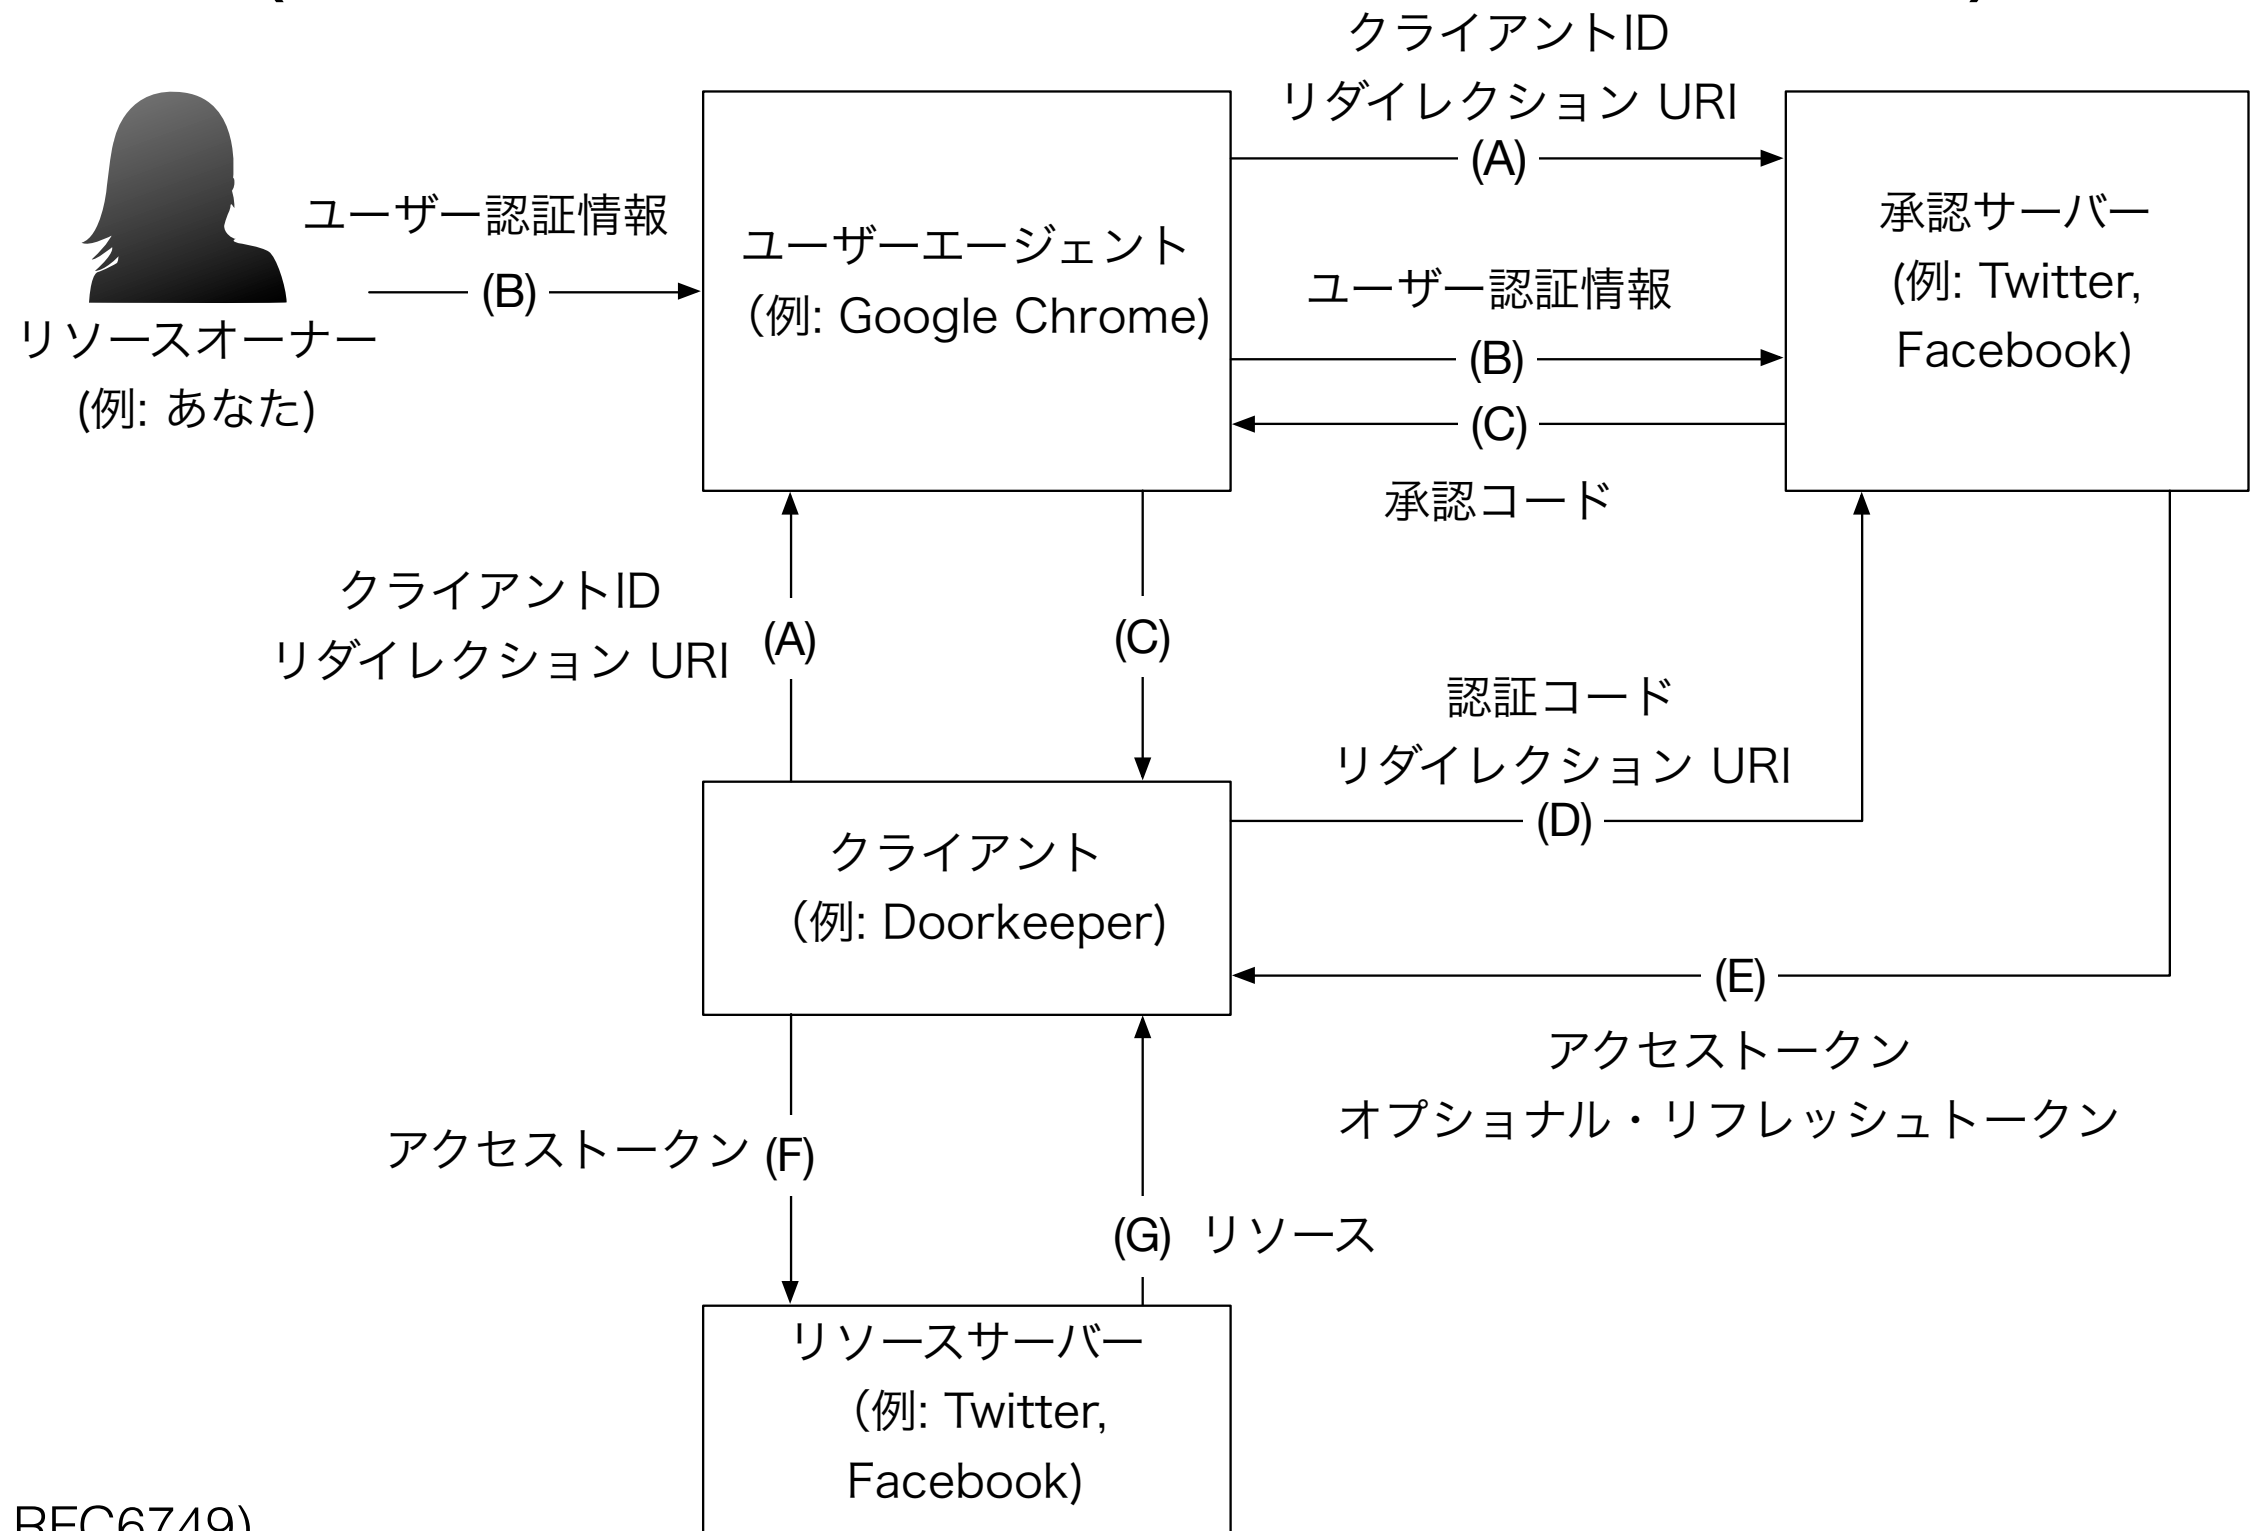 クライアントID
リダイレクション URI
(A)
ユーザー認証情報
(B)
リソースオーナー
(例: あなた)
ユーザーエージェント
(例: Google Chrome)
ユーザー認証情報
(B)
(C)
承認コード
承認サーバー
(例: Twitter,
Facebook)
クライアントID
リダイレクション URI
(A)
(C)
認証コード
リダイレクション URI
(D)
クライアント
(例: Doorkeeper)
(E)
アクセストークン
オプショナル・リフレッシュトークン
アクセストークン
(F)
(G)
リソース
リソースサーバー
(例: Twitter,
Facebook)
RFC6749)